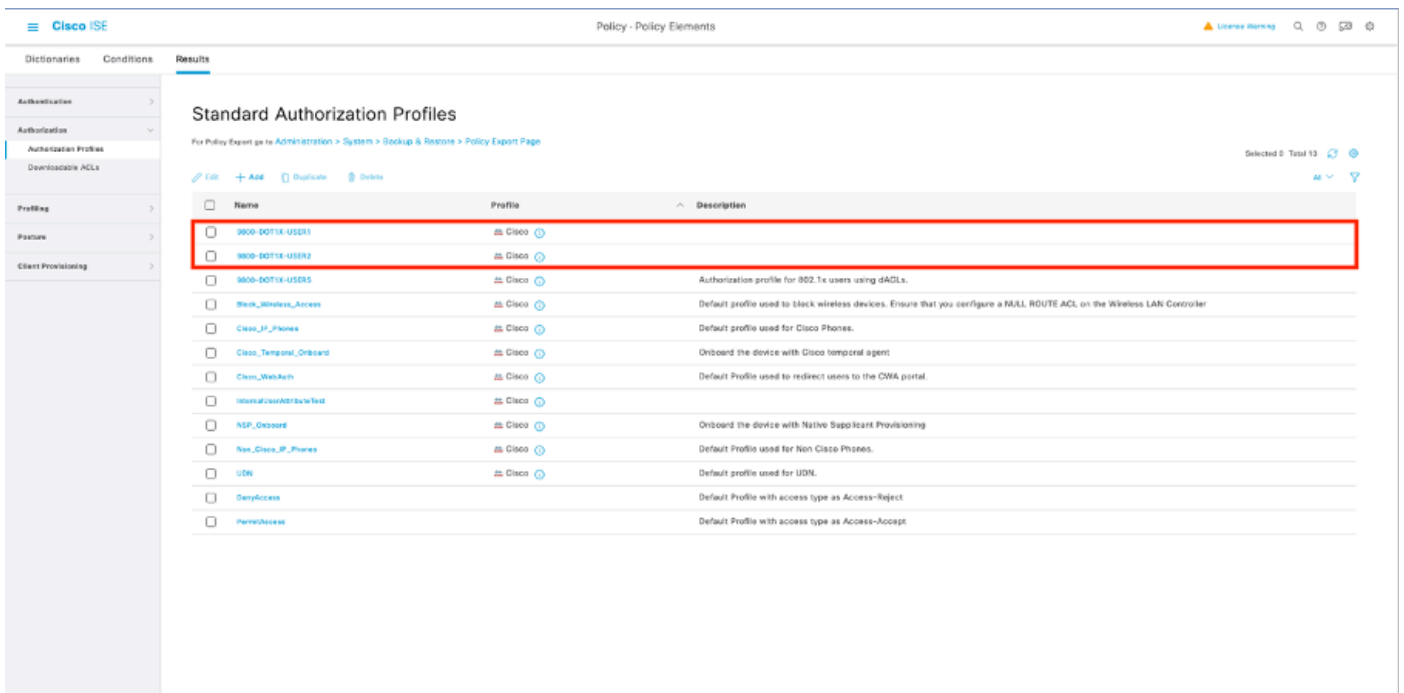 Cisco ISE
Policy · Policy Elements
License Warning
Dictionaries Conditions Results
Authentication
Authorization
Authorization Profiles
Downloadable ACLs
Profiling
Posture
Client Provisioning
Standard Authorization Profiles
For Policy Export go to Administration > System > Backup & Restore > Policy Export Page
Selected 0 Total 13
Edit Add Duplicate Delete
All
Name Profile Description
9800-DOT1X-USER1 Cisco
9800-DOT1X-USER2 Cisco
9800-DOT1X-USERS Cisco Authorization profile for 802.1x users using dACLs.
Block_Wireless_Access Cisco Default profile used to block wireless devices. Ensure that you configure a NULL ROUTE ACL on the Wireless LAN Controller
Cisco_IP_Phones Cisco Default profile used for Cisco Phones.
Cisco_Temporal_Onboard Cisco Onboard the device with Cisco temporal agent
Cisco_WebAuth Cisco Default Profile used to redirect users to the CWA portal.
InternalUserAttributeTest Cisco
NSP_Onboard Cisco Onboard the device with Native Supplicant Provisioning
Non_Cisco_IP_Phones Cisco Default Profile used for Non Cisco Phones.
UDN Cisco Default profile used for UDN.
DenyAccess Default Profile with access type as Access-Reject
PermitAccess Default Profile with access type as Access-Accept